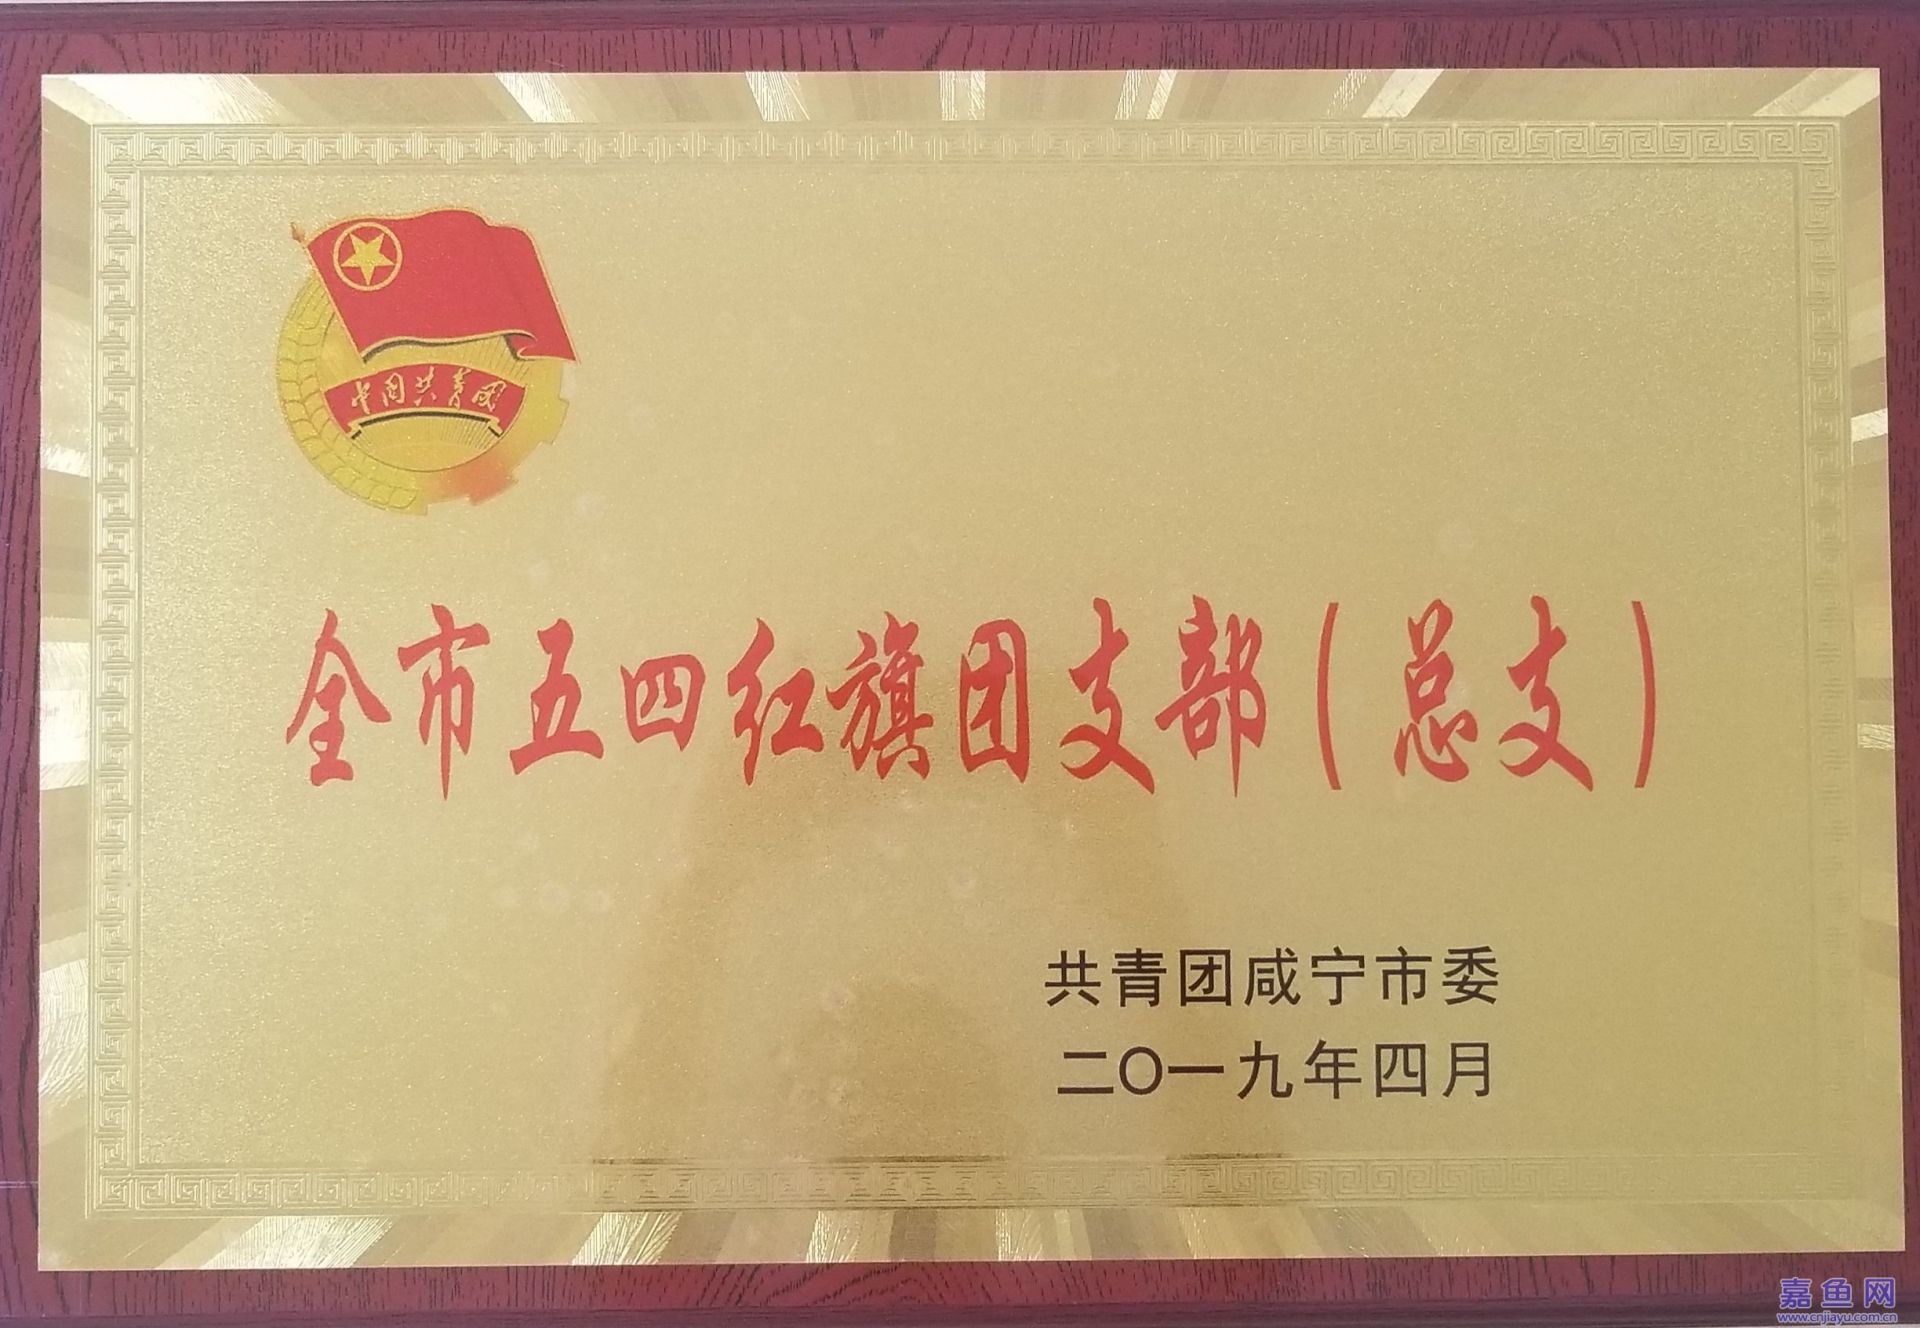 中国共青团
全市五四红旗团支部(总支)
共青团咸宁市委
二〇一九年四月
嘉鱼网
www.cnjiayu.com.cn